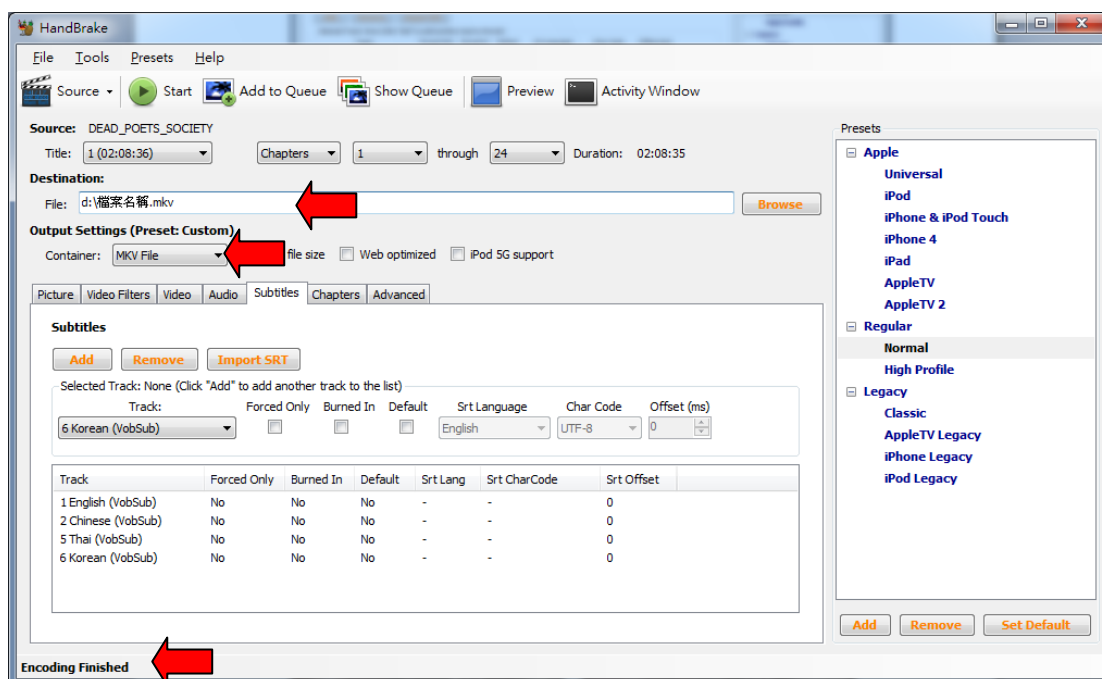 HandBrake
File Tools Presets Help
Source Start Add to Queue Show Queue Preview Activity Window
Source: DEAD_POETS_SOCIETY
Title: 1 (02:08:36) Chapters 1 through 24 Duration: 02:08:35
Destination:
File: d:\檔案名稱.mkv Browse
Output Settings (Preset: Custom)
Container: MKV File file size Web optimized iPod 5G support
Picture Video Filters Video Audio Subtitles Chapters Advanced
Subtitles
Add Remove Import SRT
Selected Track: None (Click "Add" to add another track to the list)
Track: Forced Only Burned In Default Srt Language Char Code Offset (ms)
6 Korean (VobSub) English UTF-8 0
Track Forced Only Burned In Default Srt Lang Srt CharCode Srt Offset
1 English (VobSub) No No No - - 0
2 Chinese (VobSub) No No No - - 0
5 Thai (VobSub) No No No - - 0
6 Korean (VobSub) No No No - - 0
Encoding Finished
Presets
Apple
Universal
iPod
iPhone & iPod Touch
iPhone 4
iPad
AppleTV
AppleTV 2
Regular
Normal
High Profile
Legacy
Classic
AppleTV Legacy
iPhone Legacy
iPod Legacy
Add Remove Set Default